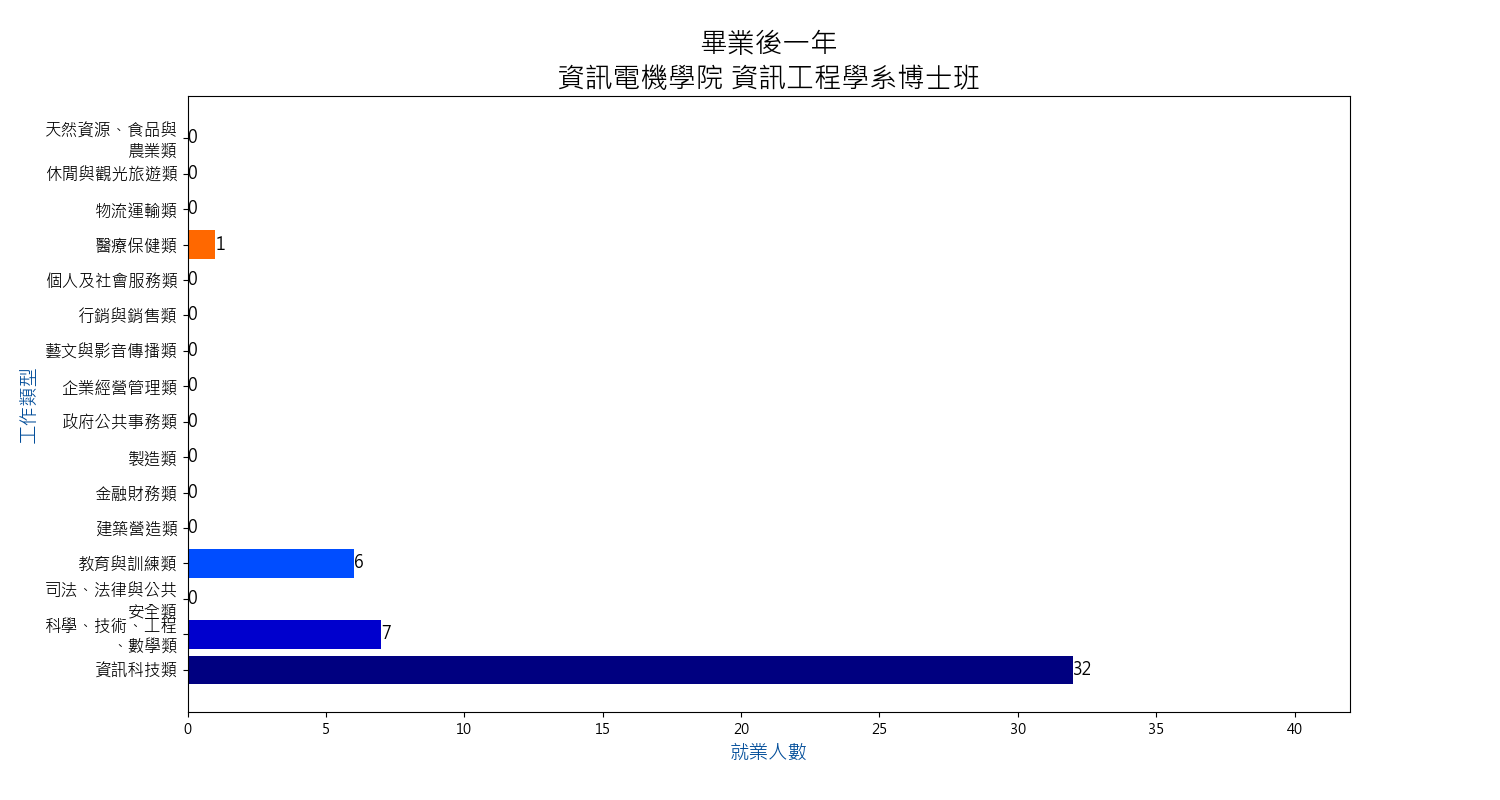 畢業後一年
資訊電機學院 資訊工程學系博士班
天然資源、食品與
農業類
0
休閒與觀光旅遊類
0
物流運輸類
0
醫療保健類
1
個人及社會服務類
0
行銷與銷售類
0
藝文與影音傳播類
0
企業經營管理類
0
政府公共事務類
0
製造類
0
金融財務類
0
建築營造類
0
教育與訓練類
6
司法、法律與公共
安全類
0
科學、技術、工程
、數學類
7
資訊科技類
32
工作類型
0 5 10 15 20 25 30 35 40
就業人數